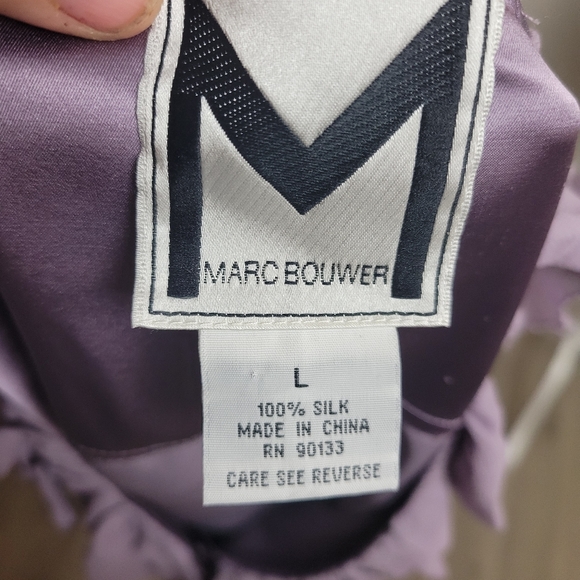 M
MARC BOUWER
L
100% SILK
MADE IN CHINA
RN 90133
CARE SEE REVERSE